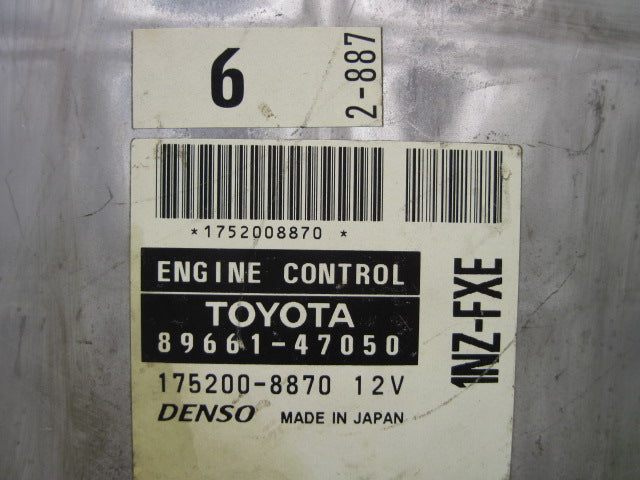 6
2-887
*1752008870 *
ENGINE CONTROL
TOYOTA
89661-47050
175200-8870 12V
DENSO MADE IN JAPAN
1NZ-FXE